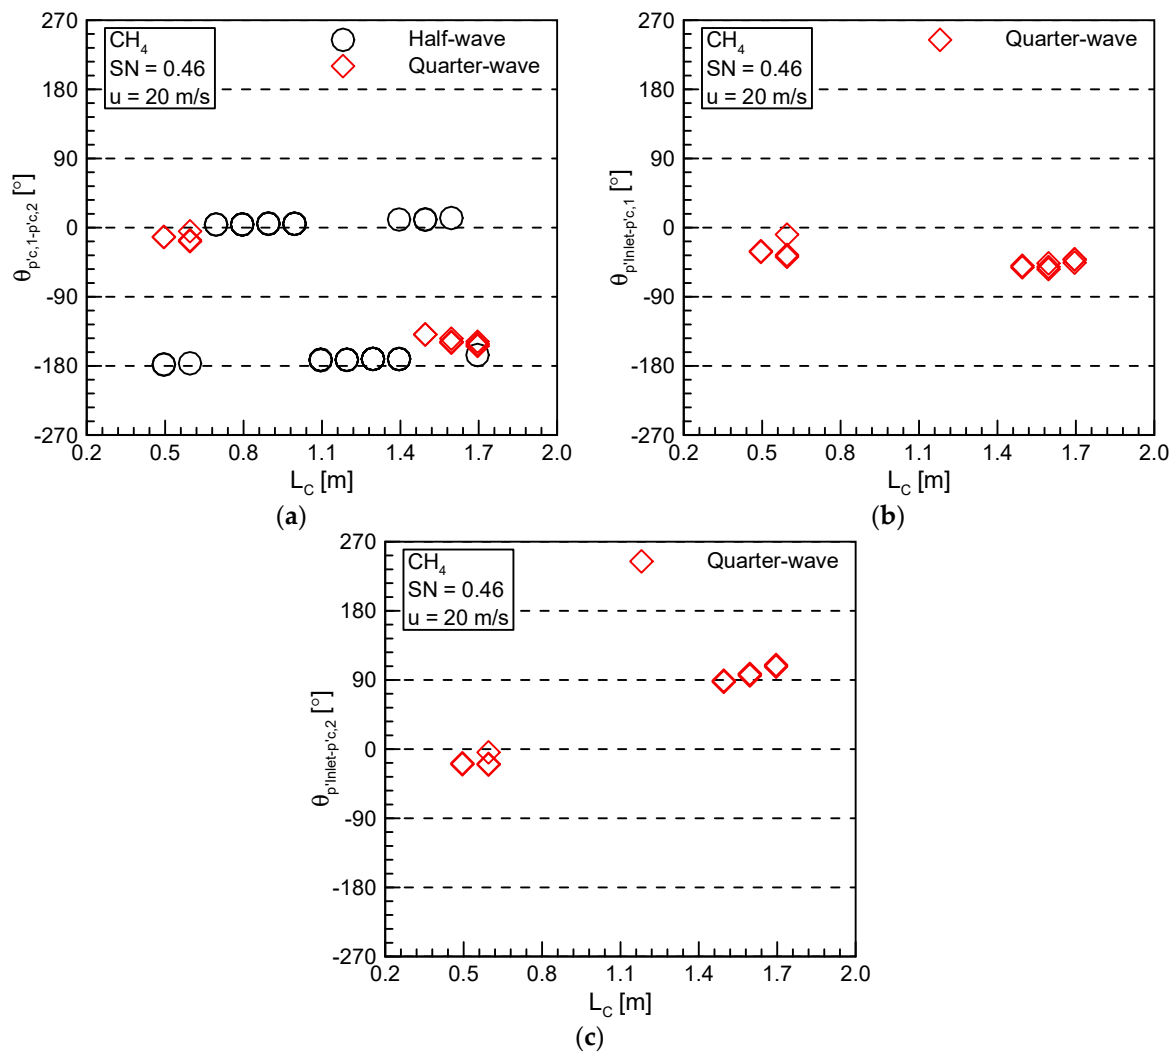 270
180
90
0
-90
-180
-270
θp'c,1-p'c,2 [°]
CH4
SN = 0.46
u = 20 m/s
Half-wave
Quarter-wave
0.2 0.5 0.8 1.1 1.4 1.7 2.0
LC [m]
(a)
270
180
90
0
-90
-180
-270
θp'Inlet-p'c,1 [°]
CH4
SN = 0.46
u = 20 m/s
Quarter-wave
0.2 0.5 0.8 1.1 1.4 1.7 2.0
LC [m]
(b)
270
180
90
0
-90
-180
-270
θp'Inlet-p'c,2 [°]
CH4
SN = 0.46
u = 20 m/s
Quarter-wave
0.2 0.5 0.8 1.1 1.4 1.7 2.0
LC [m]
(c)